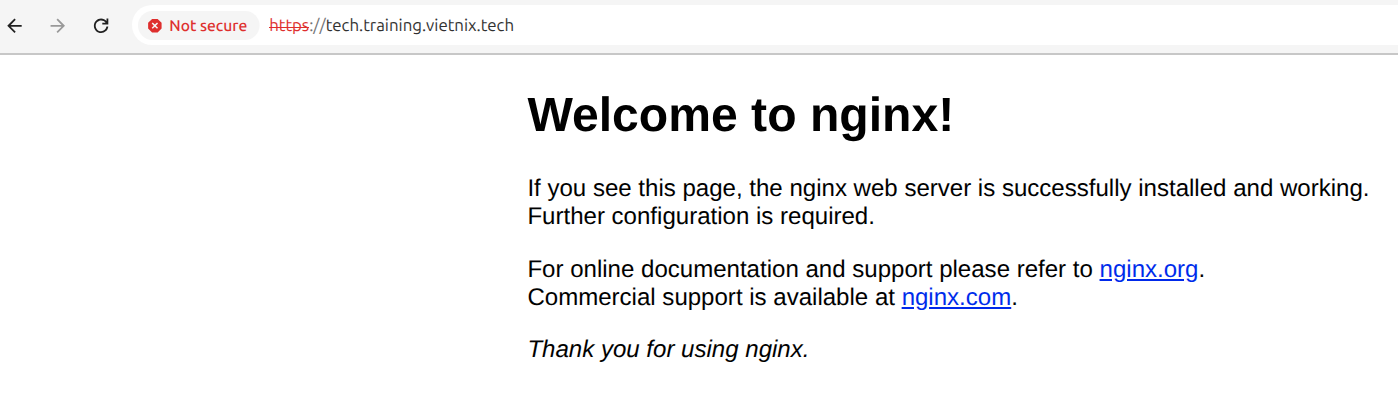 Not secure https://tech.training.vietnix.tech
Welcome to nginx!
If you see this page, the nginx web server is successfully installed and working.
Further configuration is required.
For online documentation and support please refer to nginx.org.
Commercial support is available at nginx.com.
Thank you for using nginx.